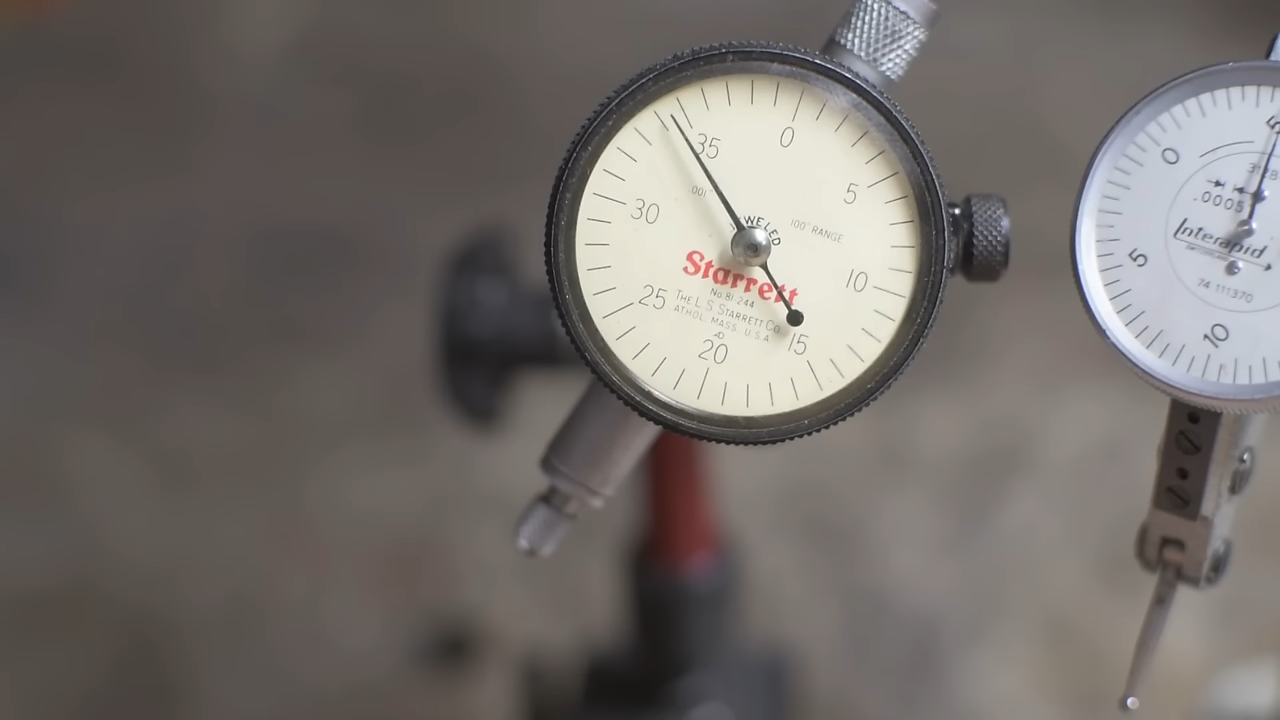 0
5
10
15
20
25
30
35
.001"
JEWELED
.100" RANGE
Starrett
No. 81-244
THE L. S. STARRETT Co.
ATHOL, MASS. U.S.A.
0
5
10
.0005
Interapid
74.111370